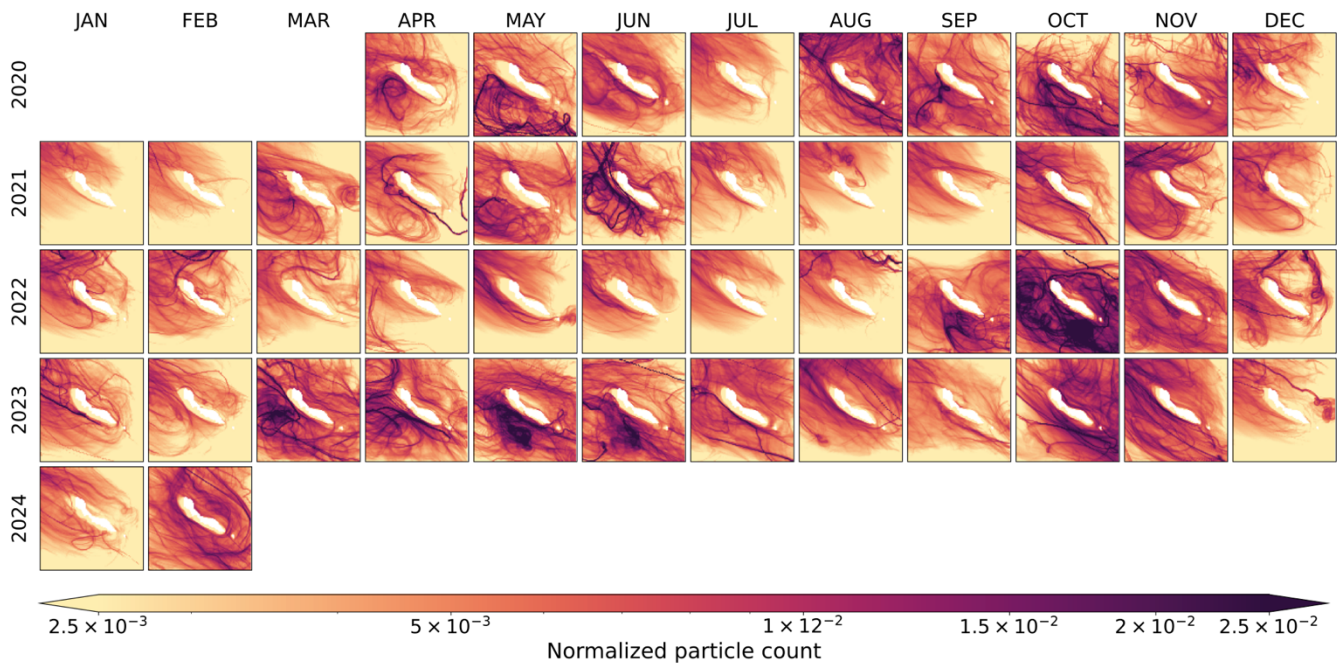 JAN FEB MAR APR MAY JUN JUL AUG SEP OCT NOV DEC
2020
2021
2022
2023
2024
2.5 × 10⁻³ 5 × 10⁻³ 1 × 12⁻² 1.5 × 10⁻² 2 × 10⁻² 2.5 × 10⁻²
Normalized particle count